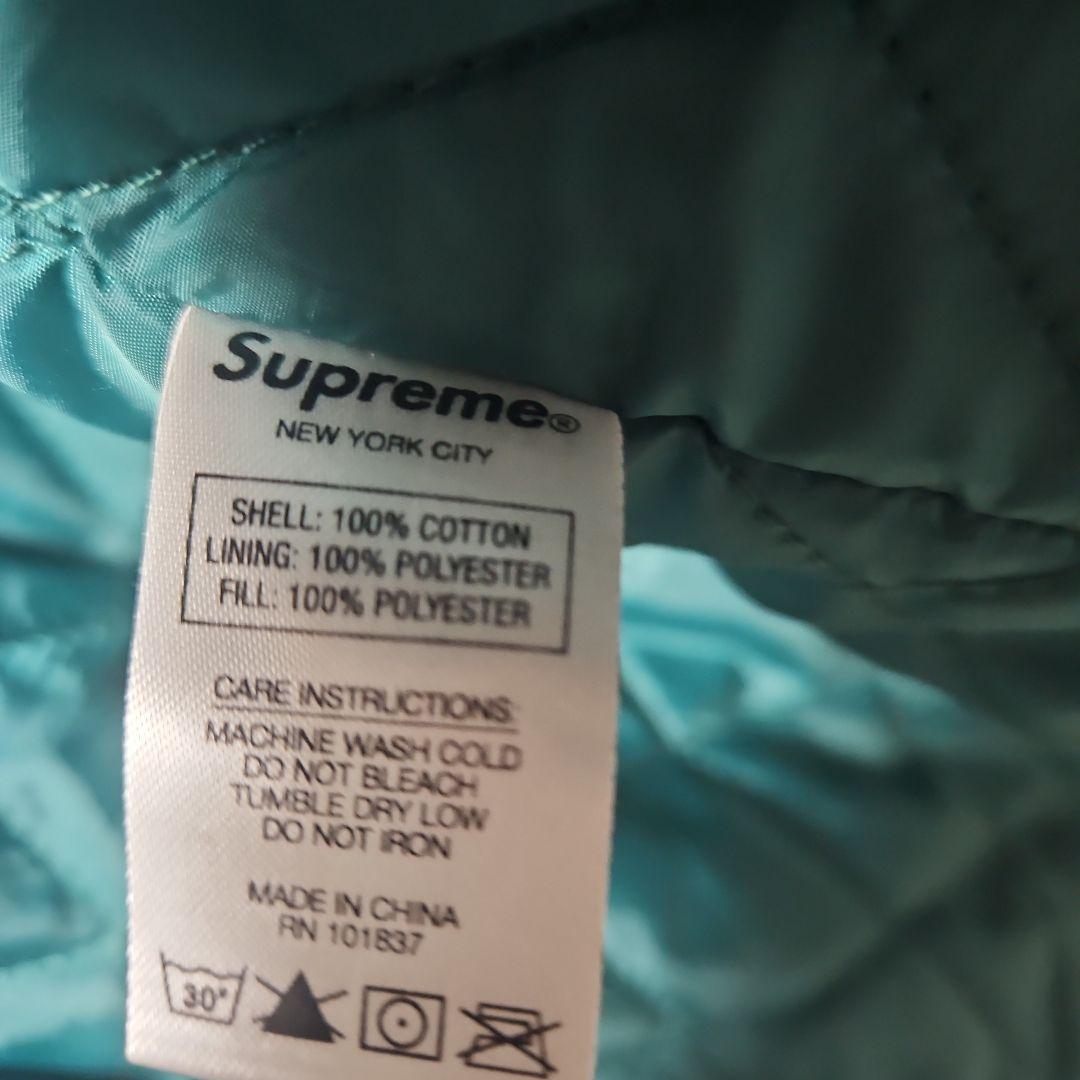 Supreme®
NEW YORK CITY
SHELL: 100% COTTON
LINING: 100% POLYESTER
FILL: 100% POLYESTER
CARE INSTRUCTIONS:
MACHINE WASH COLD
DO NOT BLEACH
TUMBLE DRY LOW
DO NOT IRON
MADE IN CHINA
RN 101837
30°